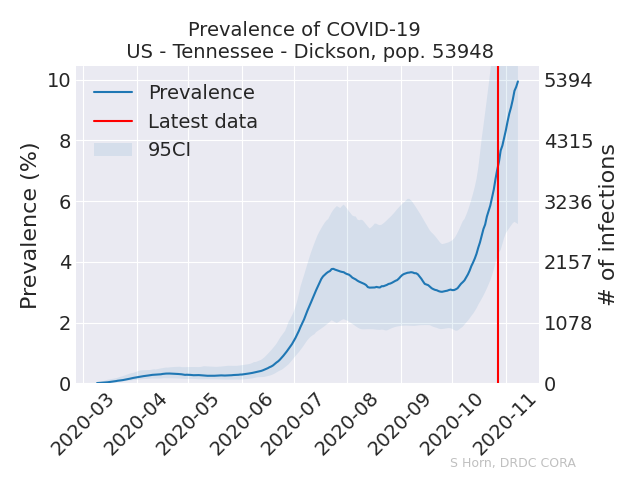 Prevalence of COVID-19
US - Tennessee - Dickson, pop. 53948
Prevalence
Latest data
95CI
Prevalence (%)
10
8
6
4
2
0
5394
4315
3236
2157
1078
0
# of infections
2020-03
2020-04
2020-05
2020-06
2020-07
2020-08
2020-09
2020-10
2020-11
S Horn, DRDC CORA